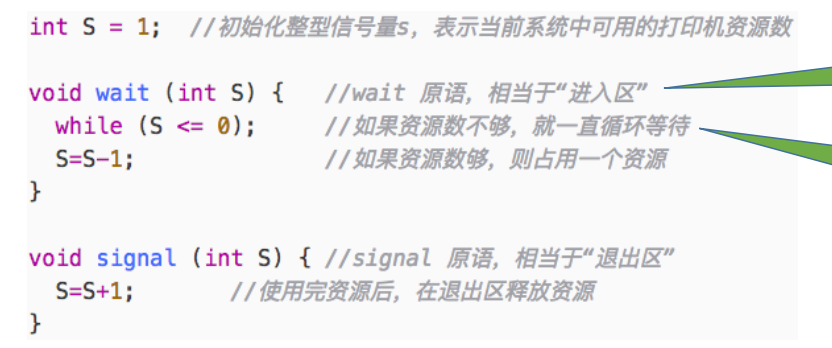 int S = 1; //初始化整型信号量s，表示当前系统中可用的打印机资源数
void wait (int S) { //wait 原语，相当于“进入区”
while (S <= 0); //如果资源数不够，就一直循环等待
S=S-1; //如果资源数够，则占用一个资源
}
void signal (int S) { //signal 原语，相当于“退出区”
S=S+1; //使用完资源后，在退出区释放资源
}